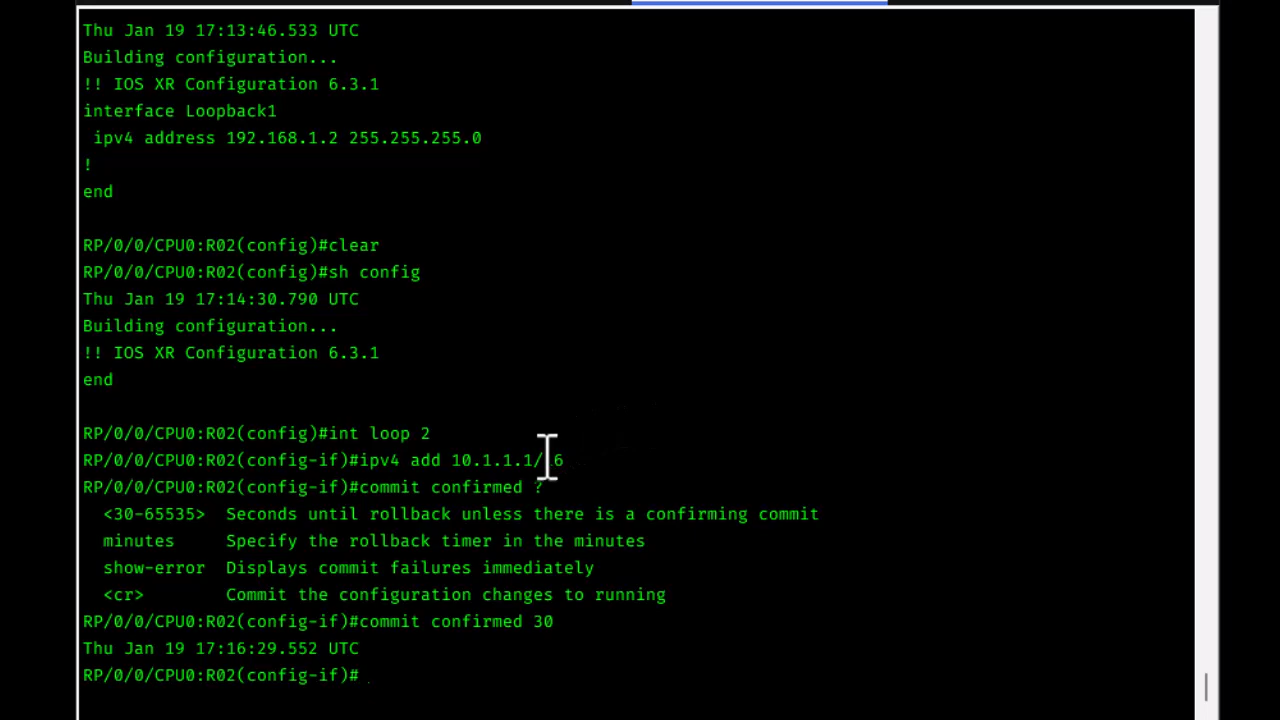 Thu Jan 19 17:13:46.533 UTC
Building configuration...
!! IOS XR Configuration 6.3.1
interface Loopback1
 ipv4 address 192.168.1.2 255.255.255.0
!
end
RP/0/0/CPU0:R02(config)#clear
RP/0/0/CPU0:R02(config)#sh config
Thu Jan 19 17:14:30.790 UTC
Building configuration...
!! IOS XR Configuration 6.3.1
end
RP/0/0/CPU0:R02(config)#int loop 2
RP/0/0/CPU0:R02(config-if)#ipv4 add
RP/0/0/CPU0:R02(config-if)#commit confirmed ?
  <30-65535>  Seconds until rollback unless there is a confirming commit
  minutes     Specify the rollback timer in the minutes
  show-error  Displays commit failures immediately
  <cr>        Commit the configuration changes to running
RP/0/0/CPU0:R02(config-if)#commit confirmed 30
Thu Jan 19 17:16:29.552 UTC
RP/0/0/CPU0:R02(config-if)#